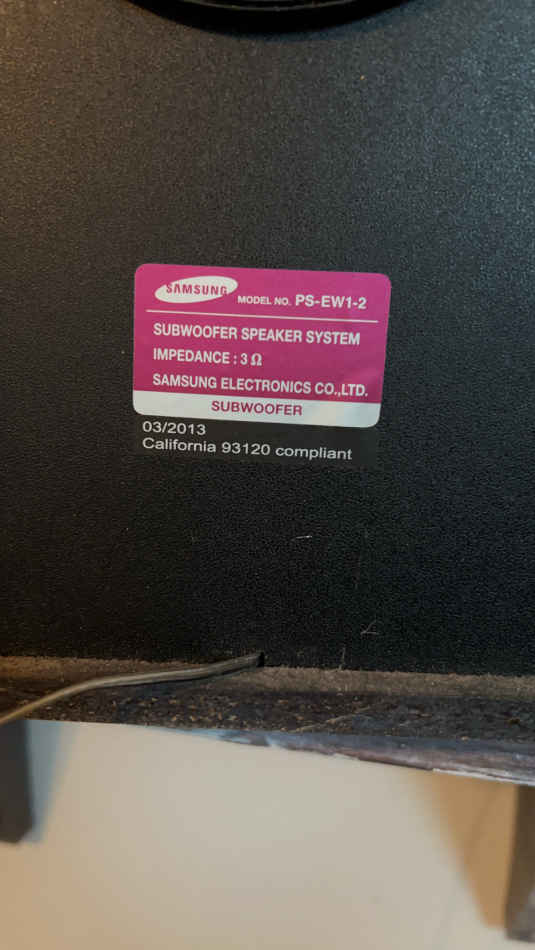 SAMSUNG MODEL NO. PS-EW1-2
SUBWOOFER SPEAKER SYSTEM
IMPEDANCE : 3 Ω
SAMSUNG ELECTRONICS CO.,LTD.
SUBWOOFER
03/2013
California 93120 compliant